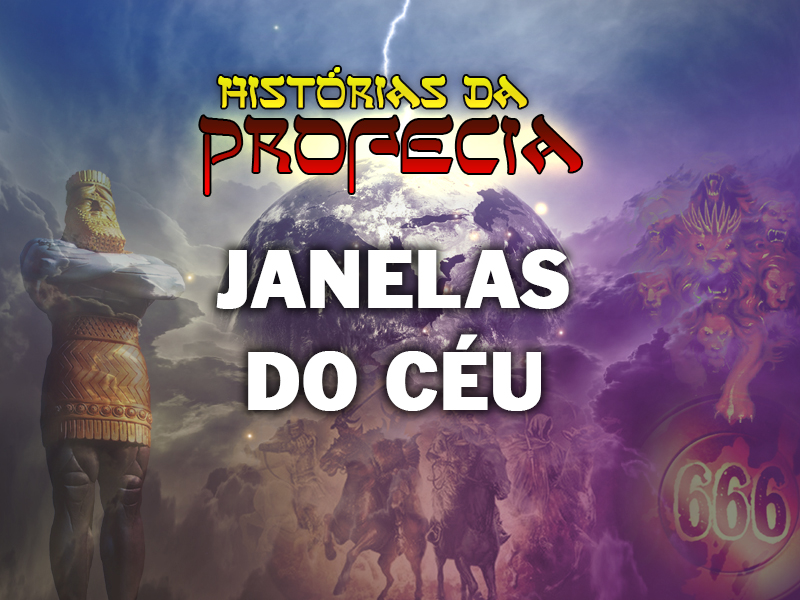 HISTÓRIAS DA
PROFECIA
JANELAS
DO CÉU
666